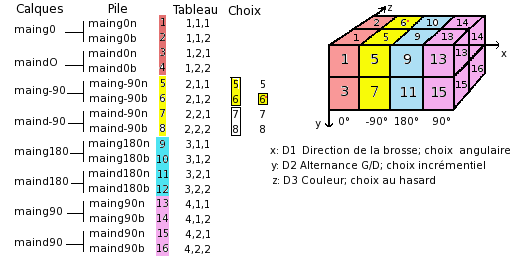 Calques Pile Tableau Choix
maing0 maing0n 1 1,1,1
maing0b 2 1,1,2
maindO maind0n 3 1,2,1
maind0b 4 1,2,2
maing-90 maing-90n 5 2,1,1 5 5
maing-90b 6 2,1,2 6 6
maind-90 maind-90n 7 2,2,1 7 7
maind-90b 8 2,2,2 8 8
maing180 maing180n 9 3,1,1
maing180b 10 3,1,2
maind180 maind180n 11 3,2,1
maind180b 12 3,2,2
maing90 maing90n 13 4,1,1
maing90b 14 4,1,2
maind90 maind90n 15 4,2,1
maind90b 16 4,2,2
z
2 6' 10 14
1 5 9 13 14
x
1 5 9 13 13 16
3 7 11 15 15
y 0° -90° 180° 90°
x: D1 Direction de la brosse; choix angulaire
y: D2 Alternance G/D; choix incrémentiel
z: D3 Couleur; choix au hasard